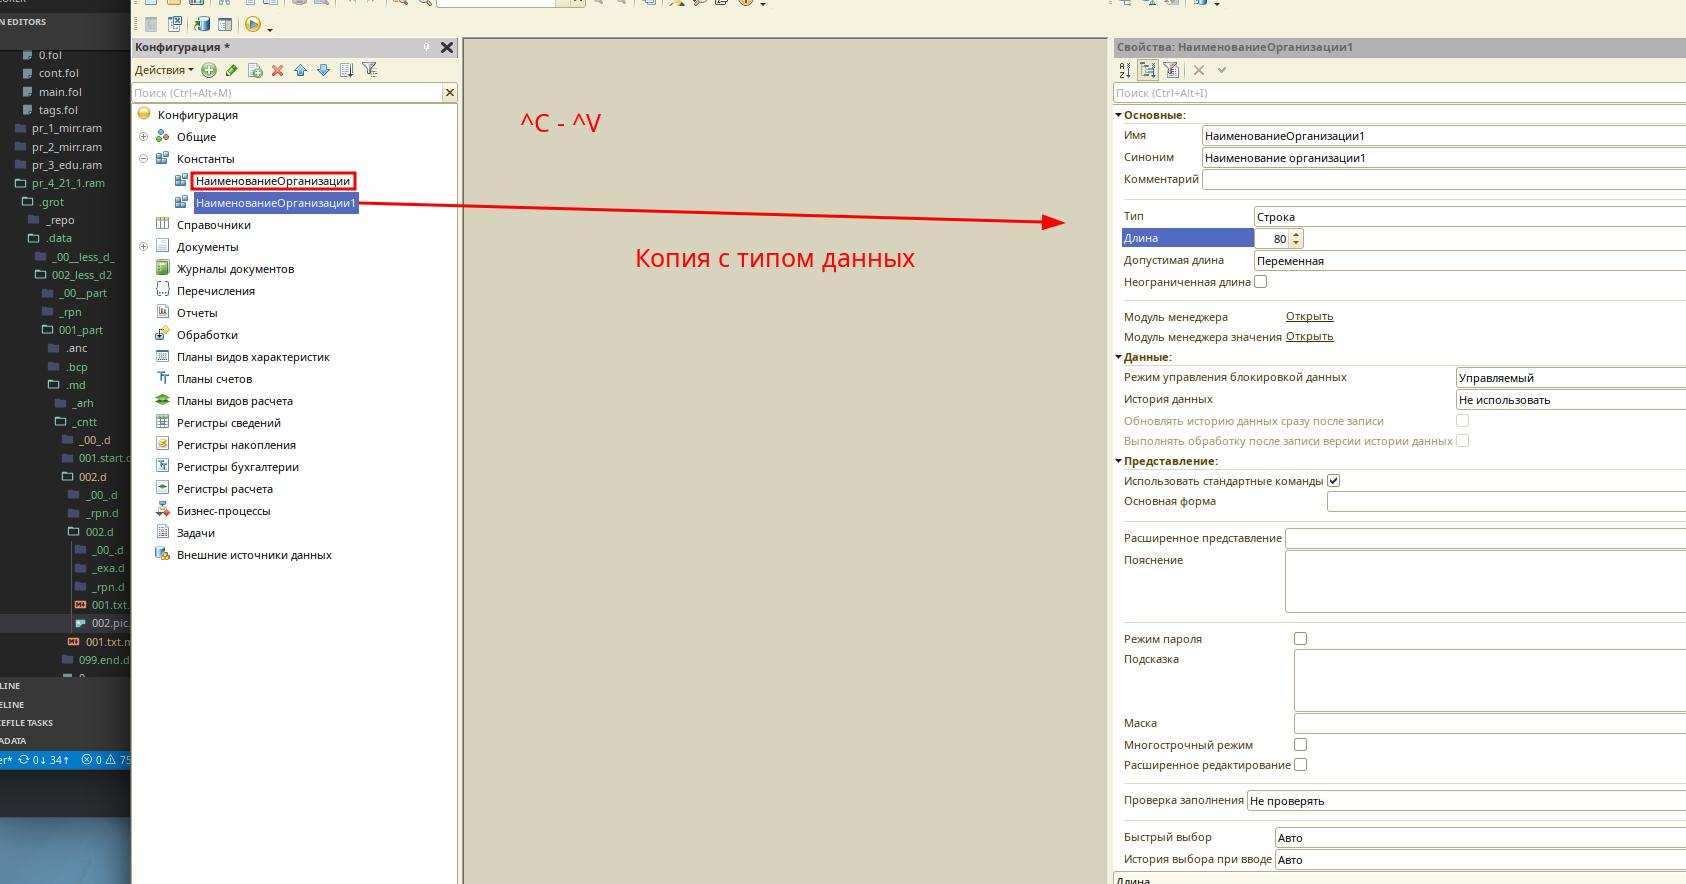 N EDITORS
0.fol
cont.fol
main.fol
tags.fol
pr_1_mirr.ram
pr_2_mirr.ram
pr_3_edu.ram
pr_4_21_1.ram
.grot
_repo
.data
_00__less_d_
002_less_d2
_00__part
_rpn
001_part
.anc
.bcp
.md
_arh
_cntt
_00_.d
001.start.d
002.d
_00_.d
_rpn.d
002.d
_00_.d
_exa.d
_rpn.d
001.txt.
002.pic.
001.txt.m
099.end.d
LINE
ELINE
EFILE TASKS
ADATA
er* 0↓ 34↑ 0 75
Конфигурация *
Действия
Поиск (Ctrl+Alt+M)
Конфигурация
Общие
Константы
НаименованиеОрганизации
НаименованиеОрганизации1
Справочники
Документы
Журналы документов
Перечисления
Отчеты
Обработки
Планы видов характеристик
Планы счетов
Планы видов расчета
Регистры сведений
Регистры накопления
Регистры бухгалтерии
Регистры расчета
Бизнес-процессы
Задачи
Внешние источники данных
^C - ^V
Копия с типом данных
Свойства: НаименованиеОрганизации1
Поиск (Ctrl+Alt+I)
Основные:
Имя НаименованиеОрганизации1
Синоним Наименование организации1
Комментарий
Тип Строка
Длина 80
Допустимая длина Переменная
Неограниченная длина
Модуль менеджера Открыть
Модуль менеджера значения Открыть
Данные:
Режим управления блокировкой данных Управляемый
История данных Не использовать
Обновлять историю данных сразу после записи
Выполнять обработку после записи версии истории данных
Представление:
Использовать стандартные команды
Основная форма
Расширенное представление
Пояснение
Режим пароля
Подсказка
Маска
Многострочный режим
Расширенное редактирование
Проверка заполнения Не проверять
Быстрый выбор Авто
История выбора при вводе Авто
Длина